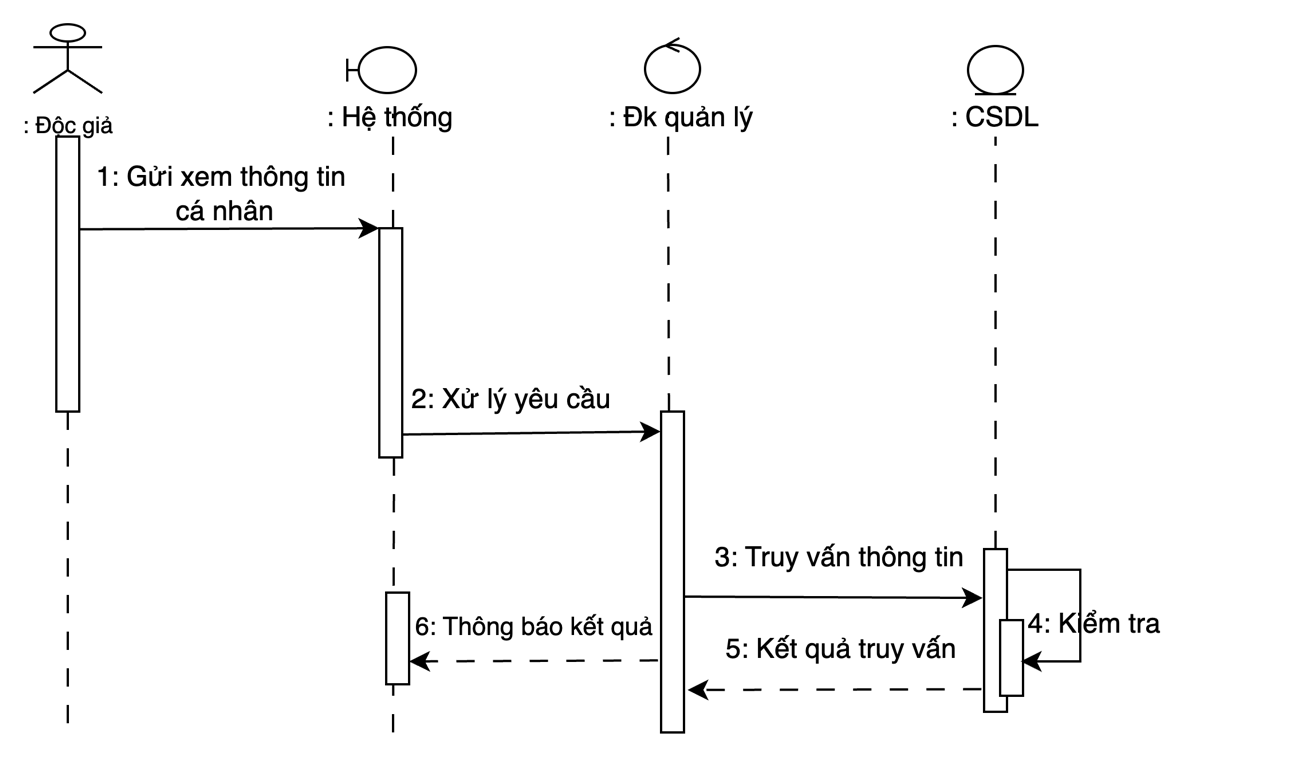 : Độc giả
: Hệ thống
: Đk quản lý
: CSDL
1: Gửi xem thông tin
cá nhân
2: Xử lý yêu cầu
3: Truy vấn thông tin
4: Kiểm tra
6: Thông báo kết quả
5: Kết quả truy vấn